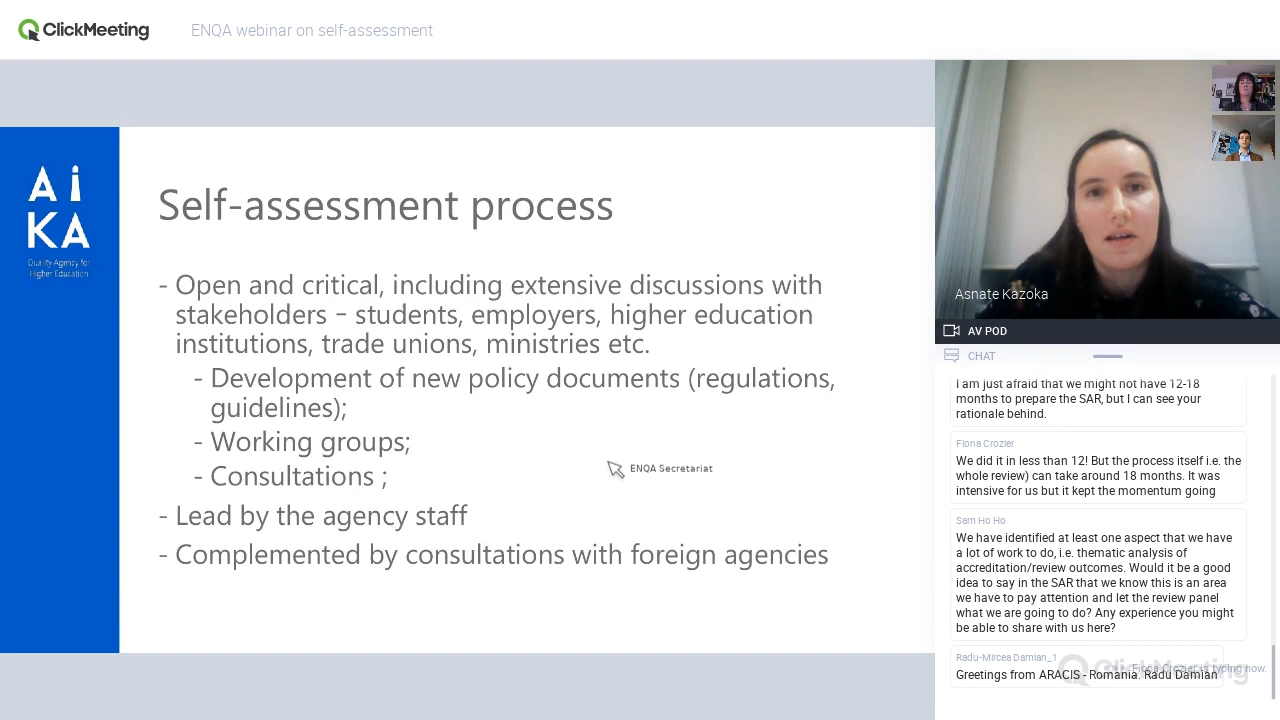 ClickMeeting
ENQA webinar on self-assessment
AiKA
Quality Agency for
Higher Education
Self-assessment process
- Open and critical, including extensive discussions with
stakeholders – students, employers, higher education
institutions, trade unions, ministries etc.
- Development of new policy documents (regulations,
guidelines);
- Working groups;
- Consultations ;
- Lead by the agency staff
- Complemented by consultations with foreign agencies
ENQA Secretariat
Asnate Kazoka
AV POD
CHAT
I am just afraid that we might not have 12-18
months to prepare the SAR, but I can see your
rationale behind.
Fiona Crozier
We did it in less than 12! But the process itself i.e. the
whole review) can take around 18 months. It was
intensive for us but it kept the momentum going
Sam Ho Ho
We have identified at least one aspect that we have
a lot of work to do, i.e. thematic analysis of
accreditation/review outcomes. Would it be a good
idea to say in the SAR that we know this is an area
we have to pay attention and let the review panel
what we are going to do? Any experience you might
be able to share with us here?
Radu-Mircea Damian_1
Greetings from ARACIS - Romania. Radu Damian
Fiona Crozier is typing now.
ClickMeeting